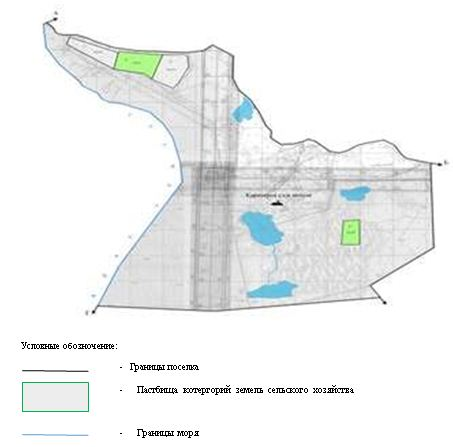 Условные обозначение:
- Границы поселка
- Пастбища котергорий земель сельского хозяйства
- Границы моря